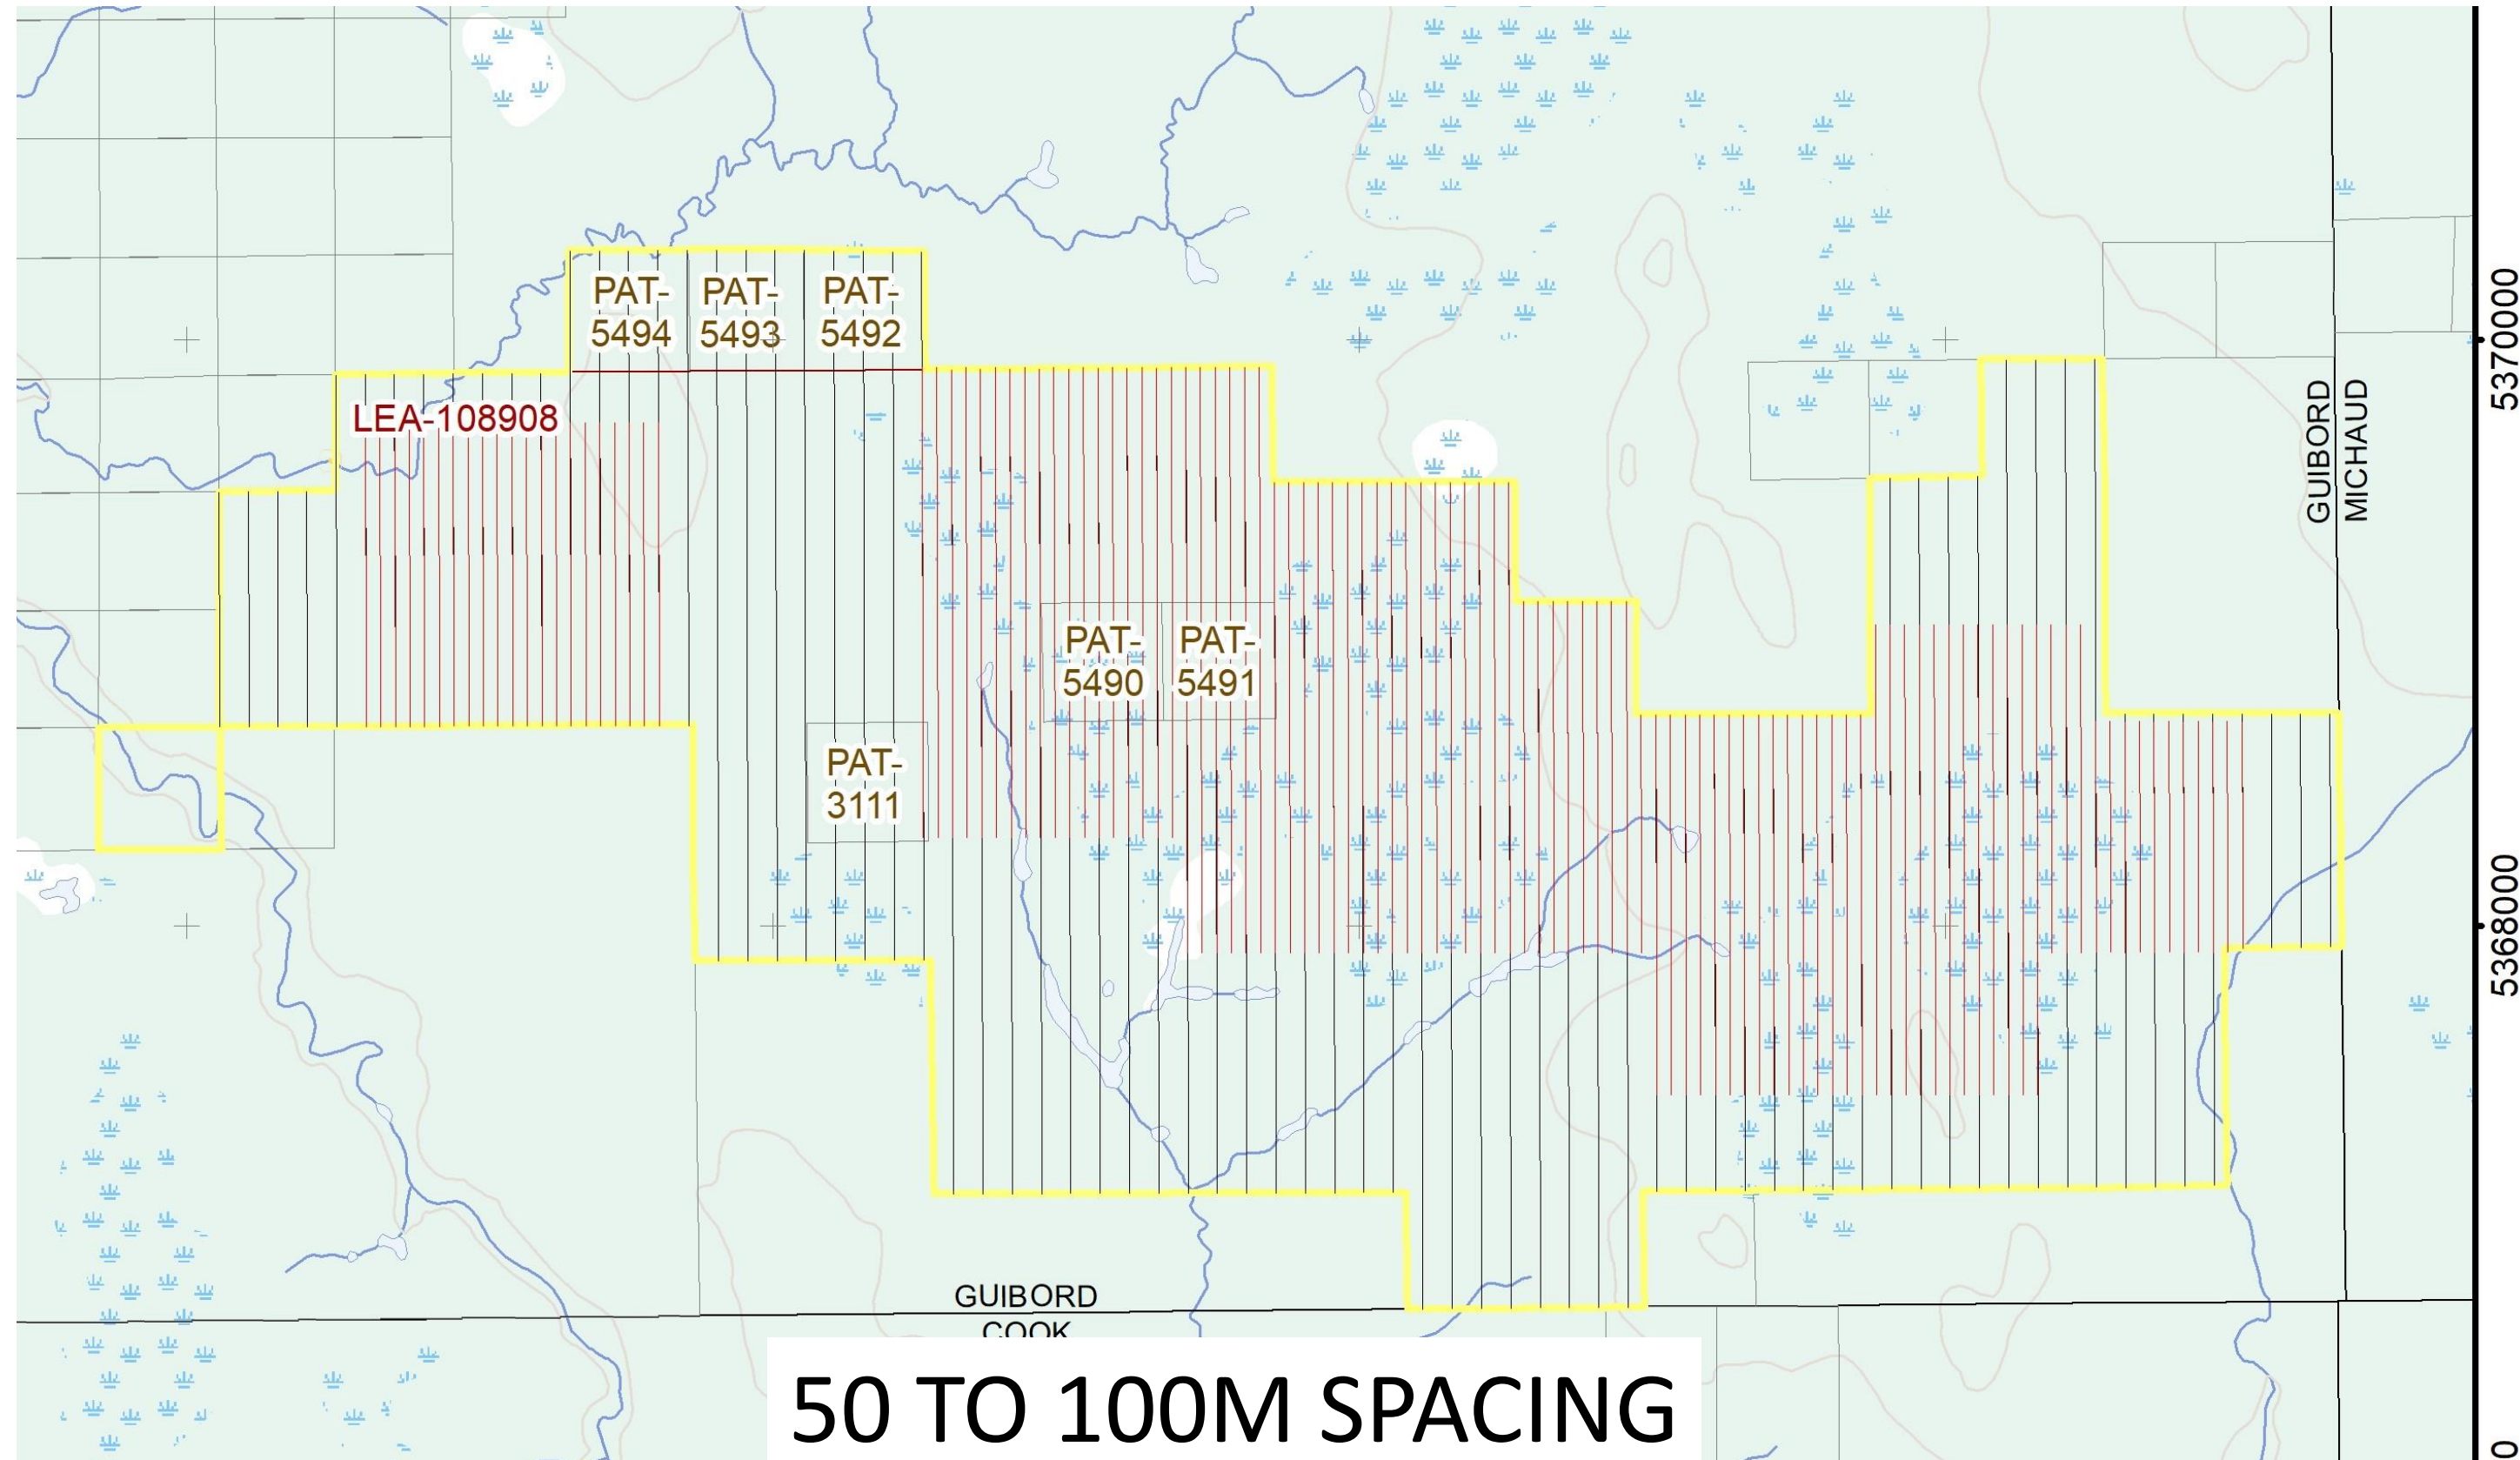 PAT-
5494
PAT-
5493
PAT-
5492
5370000
LEA-108908
GUIBORD
MICHAUD
PAT-
5490
PAT-
5491
PAT-
3111
5368000
GUIBORD
COOK
50 TO 100M SPACING
0